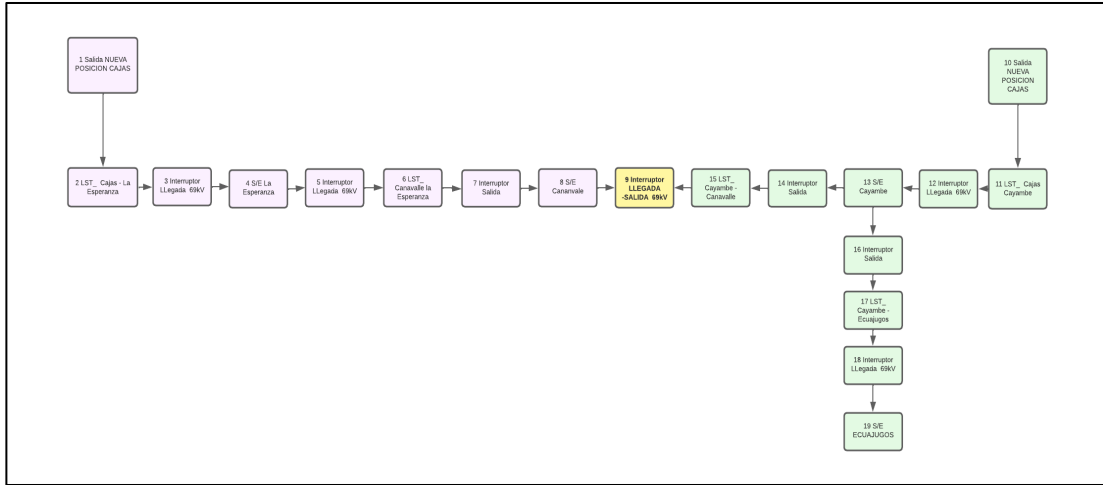 1 Salida NUEVA
POSICION CAJAS
10 Salida
NUEVA
POSICION
CAJAS
2 LST_ Cajas - La
Esperanza
3 Interruptor
LLegada 69kV
4 S/E La
Esperanza
5 Interruptor
LLegada 69kV
6 LST_
Canavalle la
Esperanza
7 Interruptor
Salida
8 S/E
Cananvale
9 Interruptor
LLEGADA
-SALIDA 69kV
15 LST_
Cayambe -
Canavalle
14 Interruptor
Salida
13 S/E
Cayambe
12 Interruptor
LLegada 69kV
11 LST_ Cajas
Cayambe
16 Interruptor
Salida
17 LST_
Cayambe -
Ecuajugos
18 Interruptor
LLegada 69kV
19 S/E
ECUAJUGOS